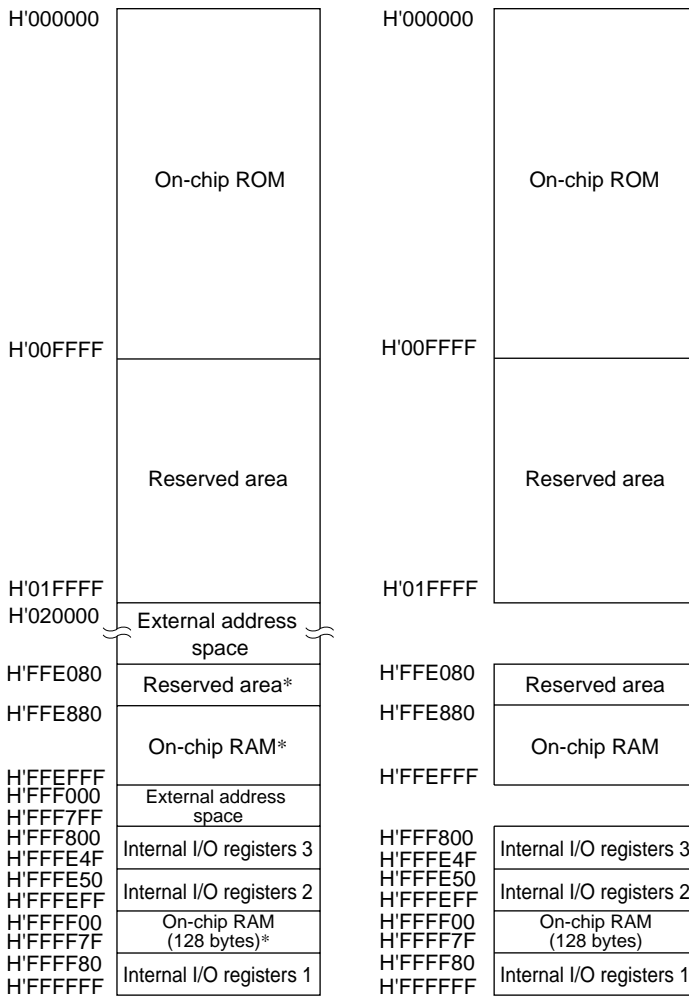 H'000000
On-chip ROM
H'00FFFF
Reserved area
H'01FFFF
H'020000
External address
space
H'FFE080
Reserved area*
H'FFE880
On-chip RAM*
H'FFEFFF
H'FFF000
External address
space
H'FFF7FF
H'FFF800
Internal I/O registers 3
H'FFFE4F
H'FFFE50
Internal I/O registers 2
H'FFFEFF
H'FFFF00
On-chip RAM
(128 bytes)*
H'FFFF7F
H'FFFF80
Internal I/O registers 1
H'FFFFFF
H'000000
On-chip ROM
H'00FFFF
Reserved area
H'01FFFF
H'FFE080
Reserved area
H'FFE880
On-chip RAM
H'FFEFFF
H'FFF800
Internal I/O registers 3
H'FFFE4F
H'FFFE50
Internal I/O registers 2
H'FFFEFF
H'FFFF00
On-chip RAM
(128 bytes)
H'FFFF7F
H'FFFF80
Internal I/O registers 1
H'FFFFFF